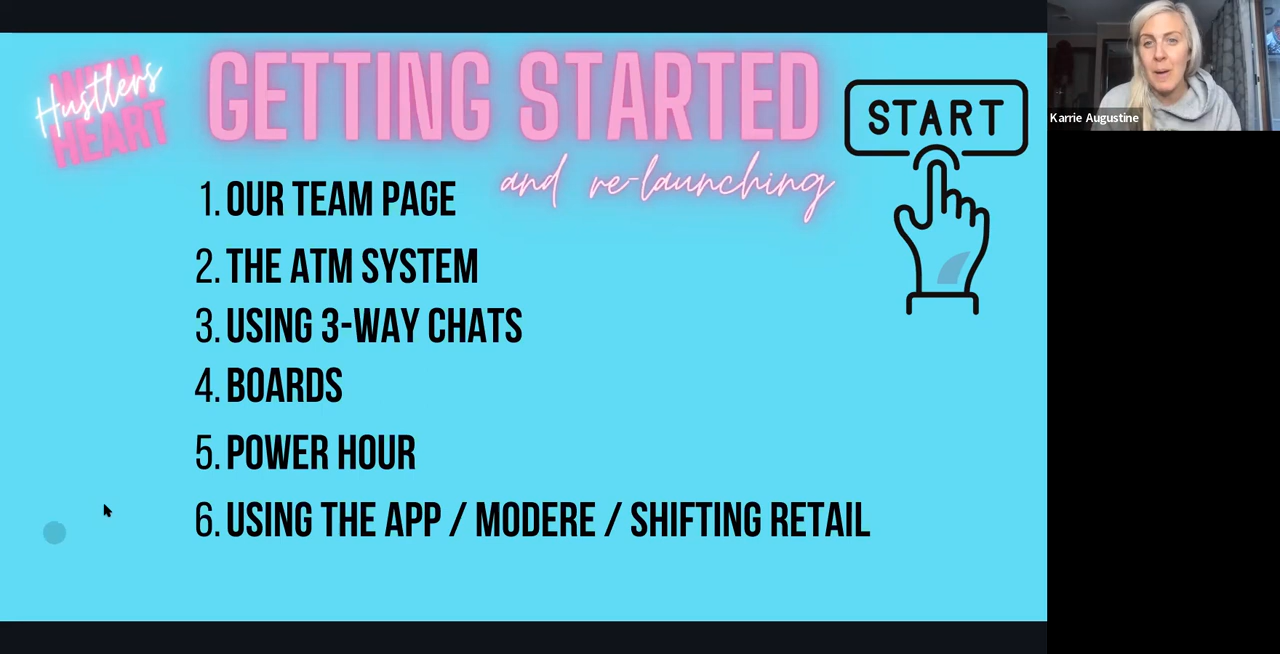 WITH
Hustlers
HEART
GETTING STARTED
and re-launching
START
1. OUR TEAM PAGE
2. THE ATM SYSTEM
3. USING 3-WAY CHATS
4. BOARDS
5. POWER HOUR
6. USING THE APP / MODERE / SHIFTING RETAIL
Karrie Augustine